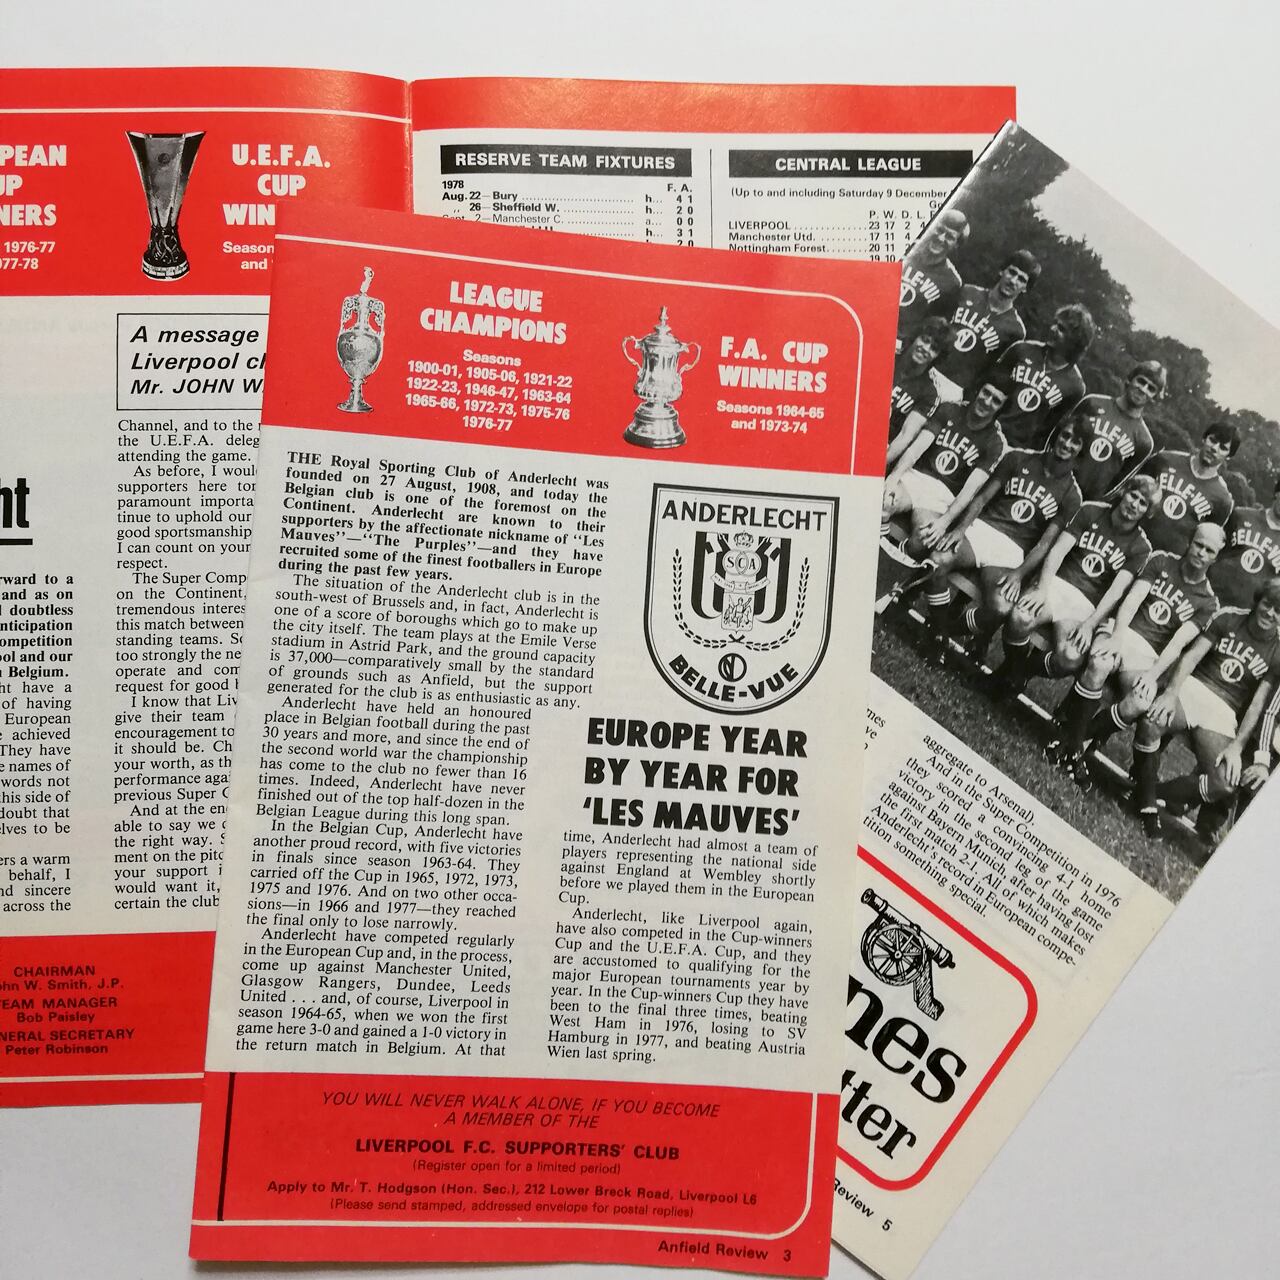 PEAN
UP
NERS
1976-77
977-78
U.E.F.A.
CUP
WIN
Season
and
A message
Liverpool ch
Mr. JOHN W.
Channel, and to the
the U.E.F.A. deleg
attending the game.
As before, I woul
supporters here to
paramount importa
tinue to uphold our
good sportsmanship
I can count on your
respect.
The Super Comp
on the Continent,
tremendous interes
this match between
standing teams. So
too strongly the ne
operate and com
request for good
I know that Liv
give their team
encouragement to
it should be. Ch
your worth, as th
performance agai
previous Super C
And at the en
able to say we
the right way. S
ment on the pitc
your support i
would want it,
certain the club
ht
rward to a
and as on
doubtless
nticipation
ompetition
ool and our
Belgium.
ht have a
of having
European
e achieved
They have
e names of
words not
this side of
doubt that
elves to be
ers a warm
behalf, I
nd sincere
across the
CHAIRMAN
ohn W. Smith, J.P.
TEAM MANAGER
Bob Paisley
NERAL SECRETARY
Peter Robinson
RESERVE TEAM FIXTURES
1978
F. A.
Aug. 22—Bury h... 4 1
,, 26—Sheffield W. h... 2 0
Sept. 2—Manchester C. a... 0 0
h... 3 1
2 0
CENTRAL LEAGUE
(Up to and including Saturday 9 December
P. W. D. L.
LIVERPOOL 23 17 2 4
Manchester Utd. 17 11 4
Nottingham Forest 20 11
19 10
LEAGUE
CHAMPIONS
Seasons
1900-01, 1905-06, 1921-22
1922-23, 1946-47, 1963-64
1965-66, 1972-73, 1975-76
1976-77
F.A. CUP
WINNERS
Seasons 1964-65
and 1973-74
THE Royal Sporting Club of Anderlecht was
founded on 27 August, 1908, and today the
Belgian club is one of the foremost on the
Continent. Anderlecht are known to their
supporters by the affectionate nickname of "Les
Mauves"—"The Purples"—and they have
recruited some of the finest footballers in Europe
during the past few years.
The situation of the Anderlecht club is in the
south-west of Brussels and, in fact, Anderlecht is
one of a score of boroughs which go to make up
the city itself. The team plays at the Emile Verse
stadium in Astrid Park, and the ground capacity
is 37,000—comparatively small by the standard
of grounds such as Anfield, but the support
generated for the club is as enthusiastic as any.
Anderlecht have held an honoured
place in Belgian football during the past
30 years and more, and since the end of
the second world war the championship
has come to the club no fewer than 16
times. Indeed, Anderlecht have never
finished out of the top half-dozen in the
Belgian League during this long span.
In the Belgian Cup, Anderlecht have
another proud record, with five victories
in finals since season 1963-64. They
carried off the Cup in 1965, 1972, 1973,
1975 and 1976. And on two other occa-
sions—in 1966 and 1977—they reached
the final only to lose narrowly.
Anderlecht have competed regularly
in the European Cup and, in the process,
come up against Manchester United,
Glasgow Rangers, Dundee, Leeds
United . . . and, of course, Liverpool in
season 1964-65, when we won the first
game here 3-0 and gained a 1-0 victory in
the return match in Belgium. At that
ANDERLECHT
SCA
BELLE-VUE
EUROPE YEAR
BY YEAR FOR
'LES MAUVES'
time, Anderlecht had almost a team of
players representing the national side
against England at Wembley shortly
before we played them in the European
Cup.
Anderlecht, like Liverpool again,
have also competed in the Cup-winners
Cup and the U.E.F.A. Cup, and they
are accustomed to qualifying for the
major European tournaments year by
year. In the Cup-winners Cup they have
been to the final three times, beating
West Ham in 1976, losing to SV
Hamburg in 1977, and beating Austria
Wien last spring.
YOU WILL NEVER WALK ALONE, IF YOU BECOME
A MEMBER OF THE
LIVERPOOL F.C. SUPPORTERS' CLUB
(Register open for a limited period)
Apply to Mr. T. Hodgson (Hon. Sec.), 212 Lower Breck Road, Liverpool L6
(Please send stamped, addressed envelope for postal replies)
Anfield Review 3
BELLE-VUE
aggregate to Arsenal).
And in the Super Competition in 1976
they scored a convincing 4-1 home
victory in the second leg of the game
against Bayern Munich, after having lost
the first match 2-1. All of which makes
Anderlecht's record in European compe-
tition something special.
nes
tter
Review 5